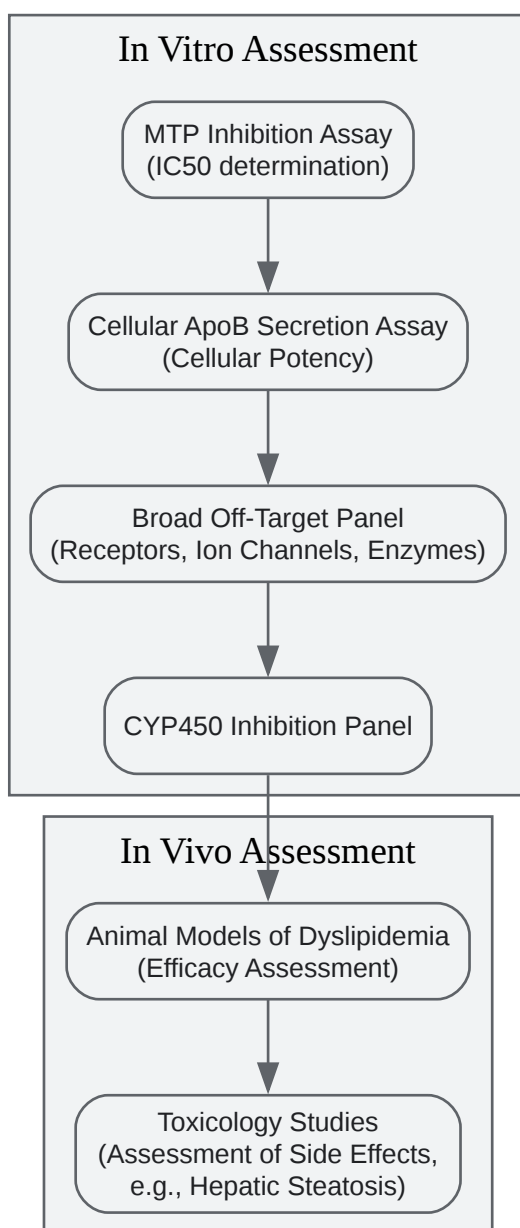 In Vitro Assessment
MTP Inhibition Assay
(IC50 determination)
Cellular ApoB Secretion Assay
(Cellular Potency)
Broad Off-Target Panel
(Receptors, Ion Channels, Enzymes)
CYP450 Inhibition Panel
In Vivo Assessment
Animal Models of Dyslipidemia
(Efficacy Assessment)
Toxicology Studies
(Assessment of Side Effects,
e.g., Hepatic Steatosis)